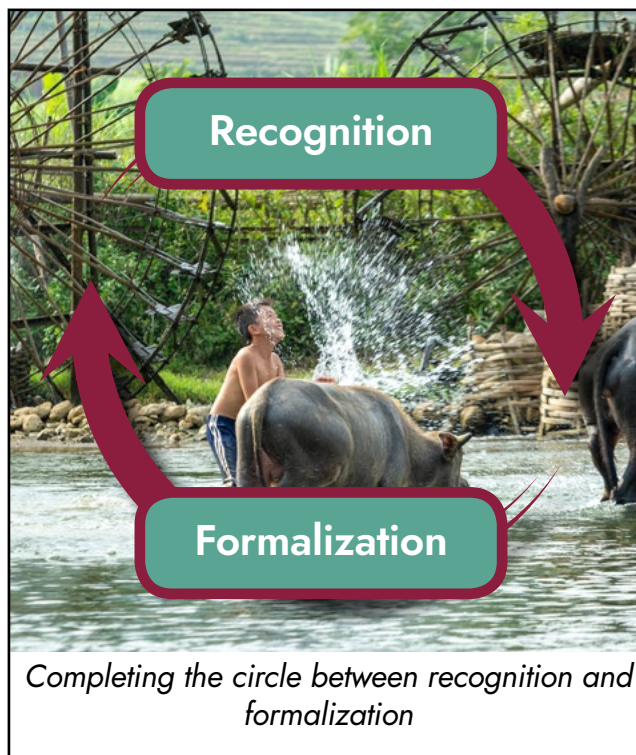 Recognition
Formalization
Completing the circle between recognition and
formalization